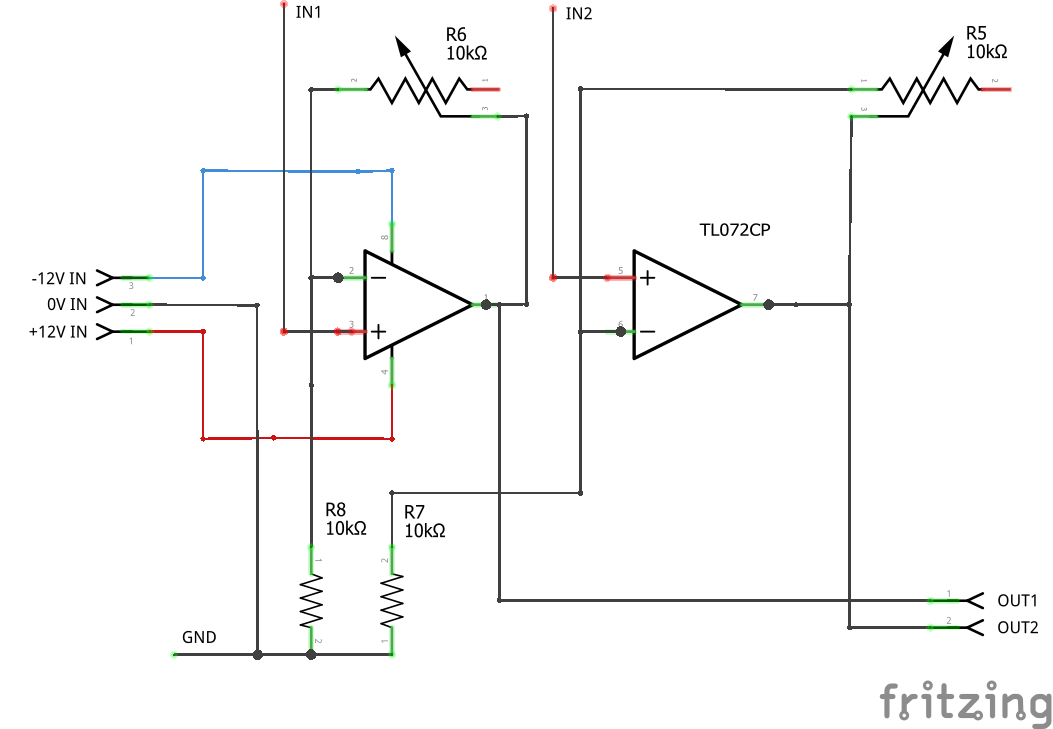 IN1
IN2
R6
10kΩ
R5
10kΩ
2
1
3
1
2
3
TL072CP
8
-12V IN
3
2
1
5
7
0V IN
2
+12V IN
1
3
6
4
R8
10kΩ
R7
10kΩ
1
2
2
1
1
OUT1
2
OUT2
GND
fritzing